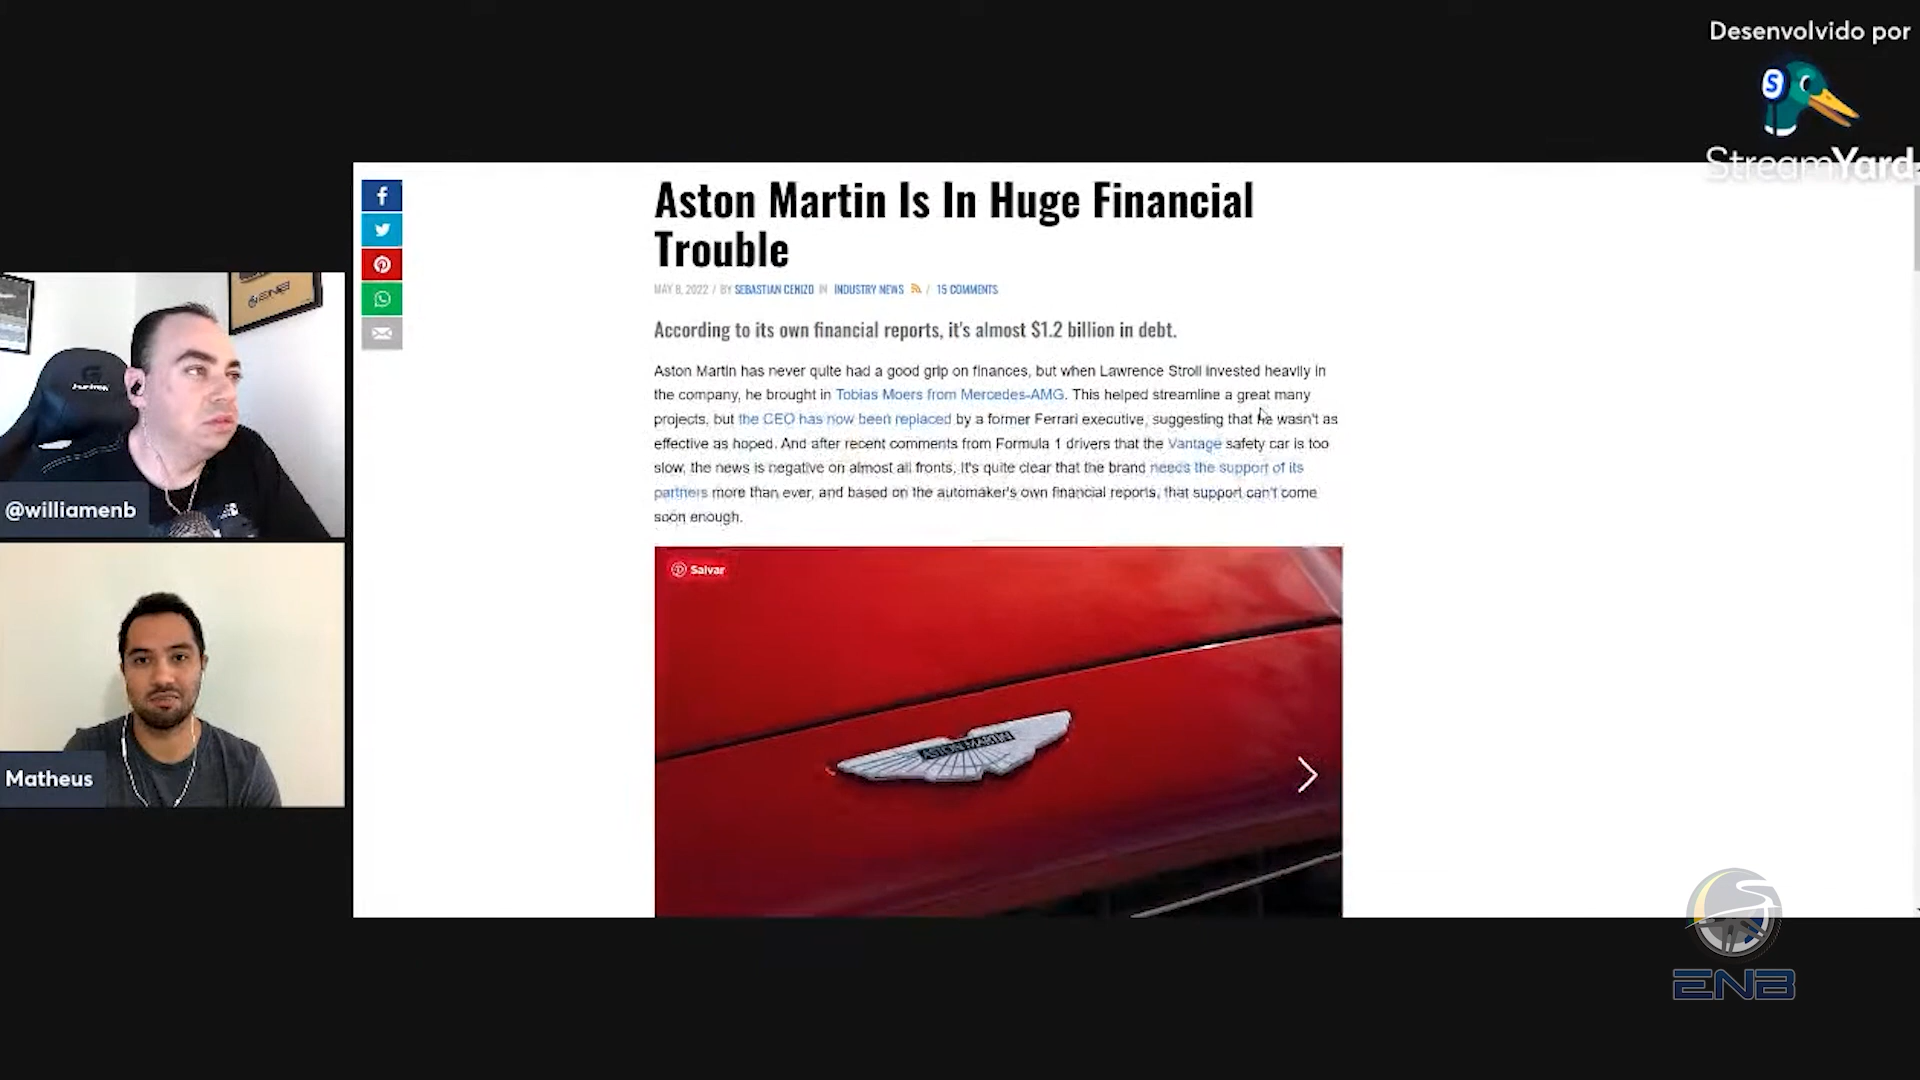 Desenvolvido por
StreamYard
Aston Martin Is In Huge Financial
Trouble
MAY 8, 2022 / BY SEBASTIAN CENIZO IN INDUSTRY NEWS / 15 COMMENTS
According to its own financial reports, it's almost $1.2 billion in debt.
Aston Martin has never quite had a good grip on finances, but when Lawrence Stroll invested heavily in
the company, he brought in Tobias Moers from Mercedes-AMG. This helped streamline a great many
projects, but the CEO has now been replaced by a former Ferrari executive, suggesting that he wasn't as
effective as hoped. And after recent comments from Formula 1 drivers that the Vantage safety car is too
slow, the news is negative on almost all fronts. It's quite clear that the brand needs the support of its
partners more than ever, and based on the automaker's own financial reports, that support can't come
soon enough.
Salvar
ASTON MARTIN
ENB
@williamenb
Matheus
ENB